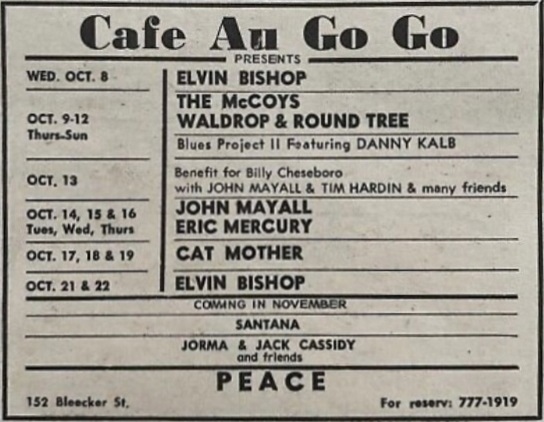 Cafe Au Go Go
PRESENTS
WED. OCT. 8
ELVIN BISHOP
OCT. 9-12
Thurs-Sun
THE McCOYS
WALDROP & ROUND TREE
Blues Project II Featuring DANNY KALB
OCT. 13
Benefit for Billy Cheseboro
with JOHN MAYALL & TIM HARDIN & many friends
OCT. 14, 15 & 16
Tues, Wed, Thurs
JOHN MAYALL
ERIC MERCURY
OCT. 17, 18 & 19
CAT MOTHER
OCT. 21 & 22
ELVIN BISHOP
COMING IN NOVEMBER
SANTANA
JORMA & JACK CASSIDY
and friends
PEACE
152 Bleecker St.
For reserv: 777-1919